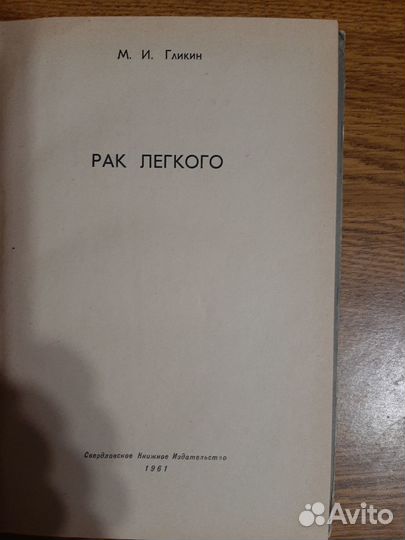 М. И. Гликин
РАК ЛЕГКОГО
Свердловское Книжное Издательство
1961
Avito